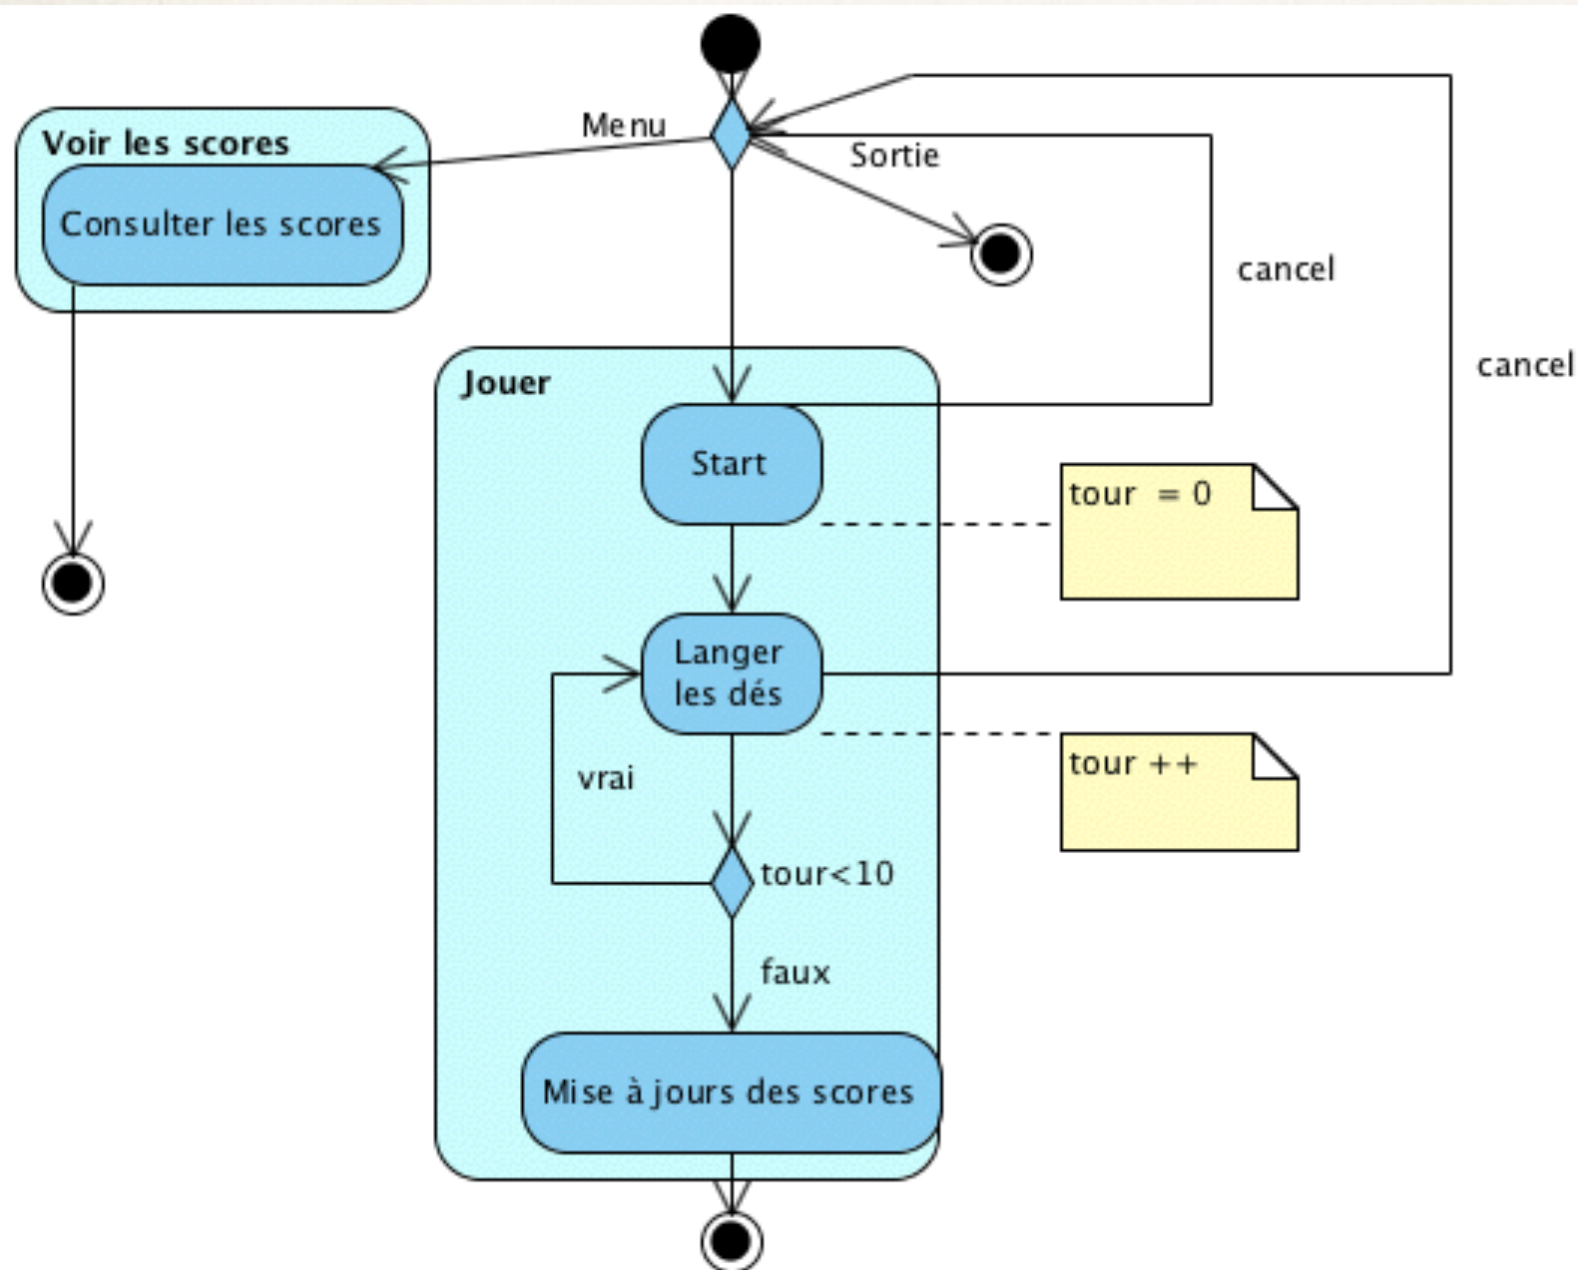 Menu
Voir les scores
Sortie
Consulter les scores
cancel
cancel
Jouer
Start
tour = 0
Langer
les dés
tour ++
vrai
tour<10
faux
Mise à jours des scores